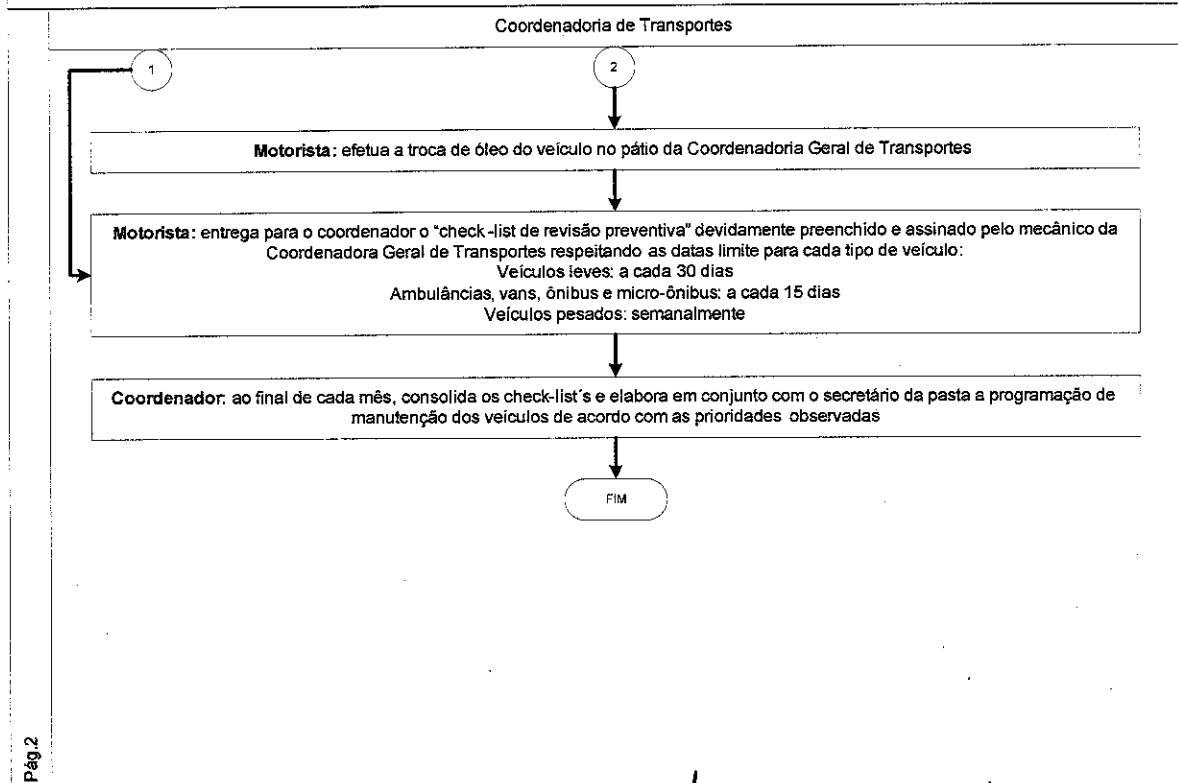 Coordenadoria de Transportes
1
2
Motorista: efetua a troca de óleo do veículo no pátio da Coordenadoria Geral de Transportes
Motorista: entrega para o coordenador o "check-list de revisão preventiva" devidamente preenchido e assinado pelo mecânico da
Coordenadora Geral de Transportes respeitando as datas limite para cada tipo de veículo:
Veículos leves: a cada 30 dias
Ambulâncias, vans, ônibus e micro-ônibus: a cada 15 dias
Veículos pesados: semanalmente
Coordenador: ao final de cada mês, consolida os check-list´s e elabora em conjunto com o secretário da pasta a programação de
manutenção dos veículos de acordo com as prioridades observadas
FIM
Pág.2